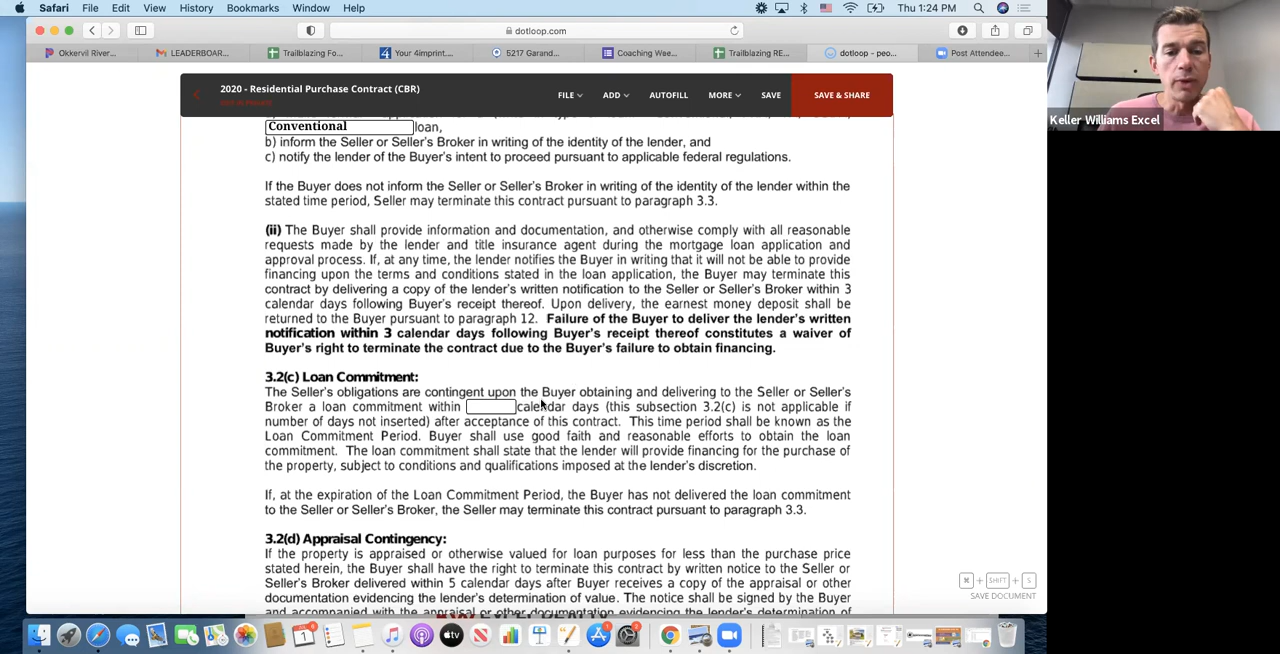 Safari File Edit View History Bookmarks Window Help Thu 1:24 PM
dotloop.com
Okkervil River... LEADERBOAR... Trailblazing Fo... Your 4imprint.... 5217 Garand... Coaching Wee... Trailblazing RE... dotloop - peo... Post Attendee...
2020 - Residential Purchase Contract (CBR)
FILE ADD AUTOFILL MORE SAVE SAVE & SHARE
Keller Williams Excel
Conventional loan,
b) inform the Seller or Seller's Broker in writing of the identity of the lender, and
c) notify the lender of the Buyer's intent to proceed pursuant to applicable federal regulations.
If the Buyer does not inform the Seller or Seller's Broker in writing of the identity of the lender within the
stated time period, Seller may terminate this contract pursuant to paragraph 3.3.
(ii) The Buyer shall provide information and documentation, and otherwise comply with all reasonable
requests made by the lender and title insurance agent during the mortgage loan application and
approval process. If, at any time, the lender notifies the Buyer in writing that it will not be able to provide
financing upon the terms and conditions stated in the loan application, the Buyer may terminate this
contract by delivering a copy of the lender's written notification to the Seller or Seller's Broker within 3
calendar days following Buyer's receipt thereof. Upon delivery, the earnest money deposit shall be
returned to the Buyer pursuant to paragraph 12. Failure of the Buyer to deliver the lender's written
notification within 3 calendar days following Buyer's receipt thereof constitutes a waiver of
Buyer's right to terminate the contract due to the Buyer's failure to obtain financing.
3.2(c) Loan Commitment:
The Seller's obligations are contingent upon the Buyer obtaining and delivering to the Seller or Seller's
Broker a loan commitment within calendar days (this subsection 3.2(c) is not applicable if
number of days not inserted) after acceptance of this contract. This time period shall be known as the
Loan Commitment Period. Buyer shall use good faith and reasonable efforts to obtain the loan
commitment. The loan commitment shall state that the lender will provide financing for the purchase of
the property, subject to conditions and qualifications imposed at the lender's discretion.
If, at the expiration of the Loan Commitment Period, the Buyer has not delivered the loan commitment
to the Seller or Seller's Broker, the Seller may terminate this contract pursuant to paragraph 3.3.
3.2(d) Appraisal Contingency:
If the property is appraised or otherwise valued for loan purposes for less than the purchase price
stated herein, the Buyer shall have the right to terminate this contract by written notice to the Seller or
Seller's Broker delivered within 5 calendar days after Buyer receives a copy of the appraisal or other
documentation evidencing the lender's determination of value. The notice shall be signed by the Buyer
and accompanied with the appraisal or other documentation evidencing the lender's determination of
⌘ + SHIFT + S
SAVE DOCUMENT